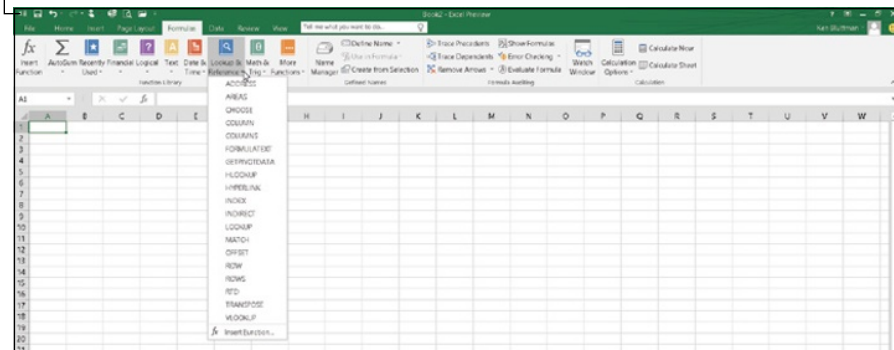 Book2 - Excel Preview
File Home Insert Page Layout Formulas Data Review View Tell me what you want to do... Ken Bluttman
Insert Function
AutoSum
Recently Used
Financial
Logical
Text
Date & Time
Lookup & Reference
Math & Trig
More Functions
Function Library
Name Manager
Define Name
Use in Formula
Create from Selection
Defined Names
Trace Precedents
Trace Dependents
Remove Arrows
Show Formulas
Error Checking
Evaluate Formula
Formula Auditing
Watch Window
Calculation Options
Calculate Now
Calculate Sheet
Calculation
A1 fx
A B C D E H I J K L M N O P Q R S T U V W
1
2
3
4
5
6
7
8
9
10
11
12
13
14
15
16
17
18
19
20
21
ADDRESS
AREAS
CHOOSE
COLUMN
COLUMNS
FORMULATEXT
GETPIVOTDATA
HLOOKUP
HYPERLINK
INDEX
INDIRECT
LOOKUP
MATCH
OFFSET
ROW
ROWS
RTD
TRANSPOSE
VLOOKUP
fx Insert Function...